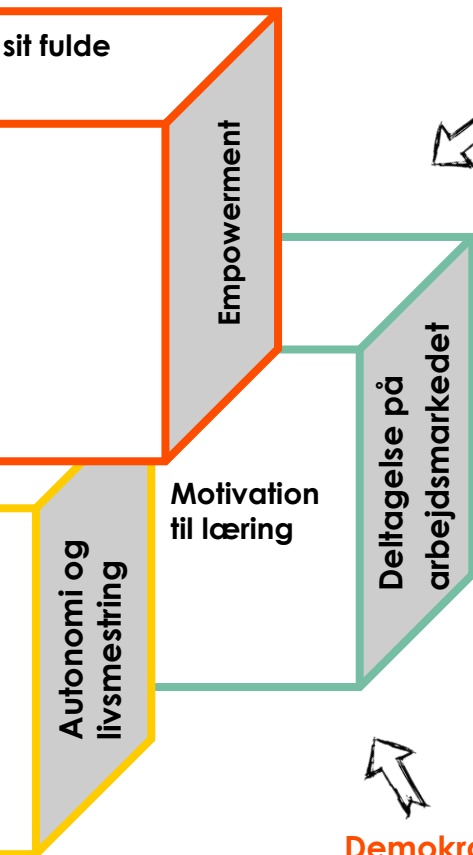 sit fulde
Empowerment
Deltagelse på
arbejdsmarkedet
Motivation
til læring
Autonomi og
livsmestring